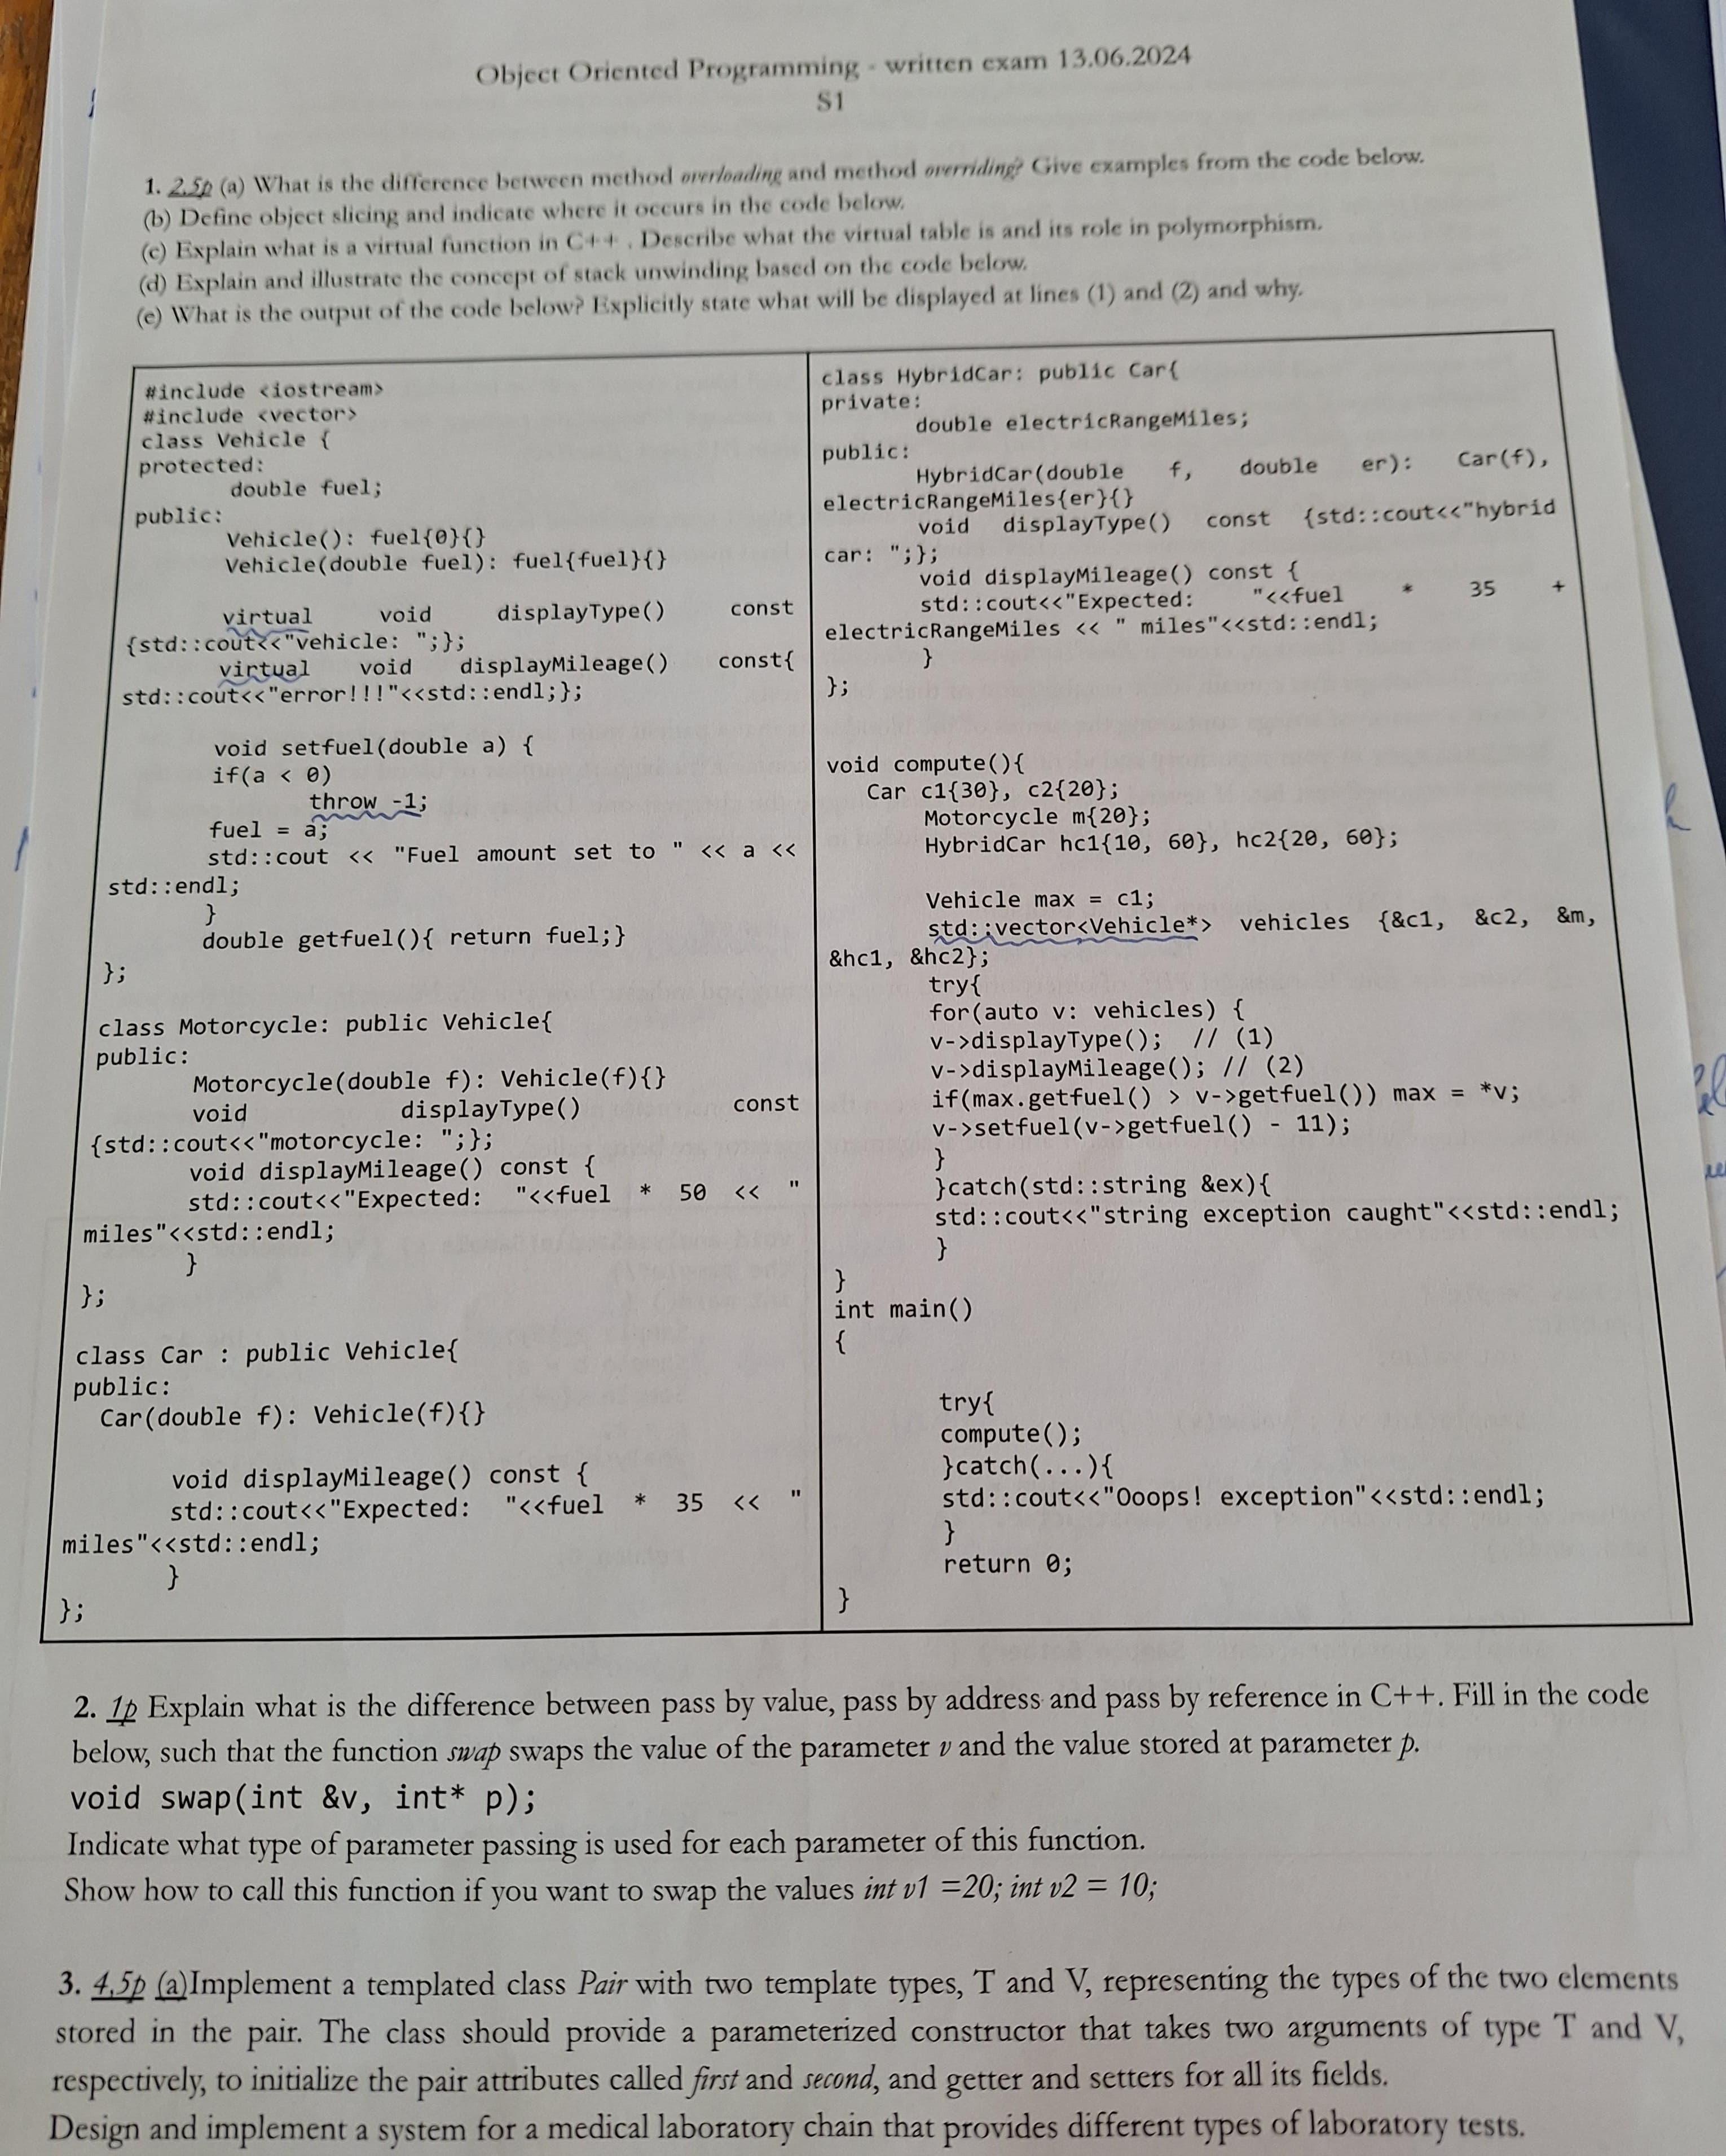 Object Oriented Programming - written exam 13.06.2024
S1
1. 2.5p (a) What is the difference between method overloading and method overriding? Give examples from the code below.
(b) Define object slicing and indicate where it occurs in the code below.
(c) Explain what is a virtual function in C++ . Describe what the virtual table is and its role in polymorphism.
(d) Explain and illustrate the concept of stack unwinding based on the code below.
(e) What is the output of the code below? Explicitly state what will be displayed at lines (1) and (2) and why.
#include <iostream>
#include <vector>
class Vehicle {
protected:
double fuel;
public:
Vehicle(): fuel{0}{}
Vehicle(double fuel): fuel{fuel}{}
virtual void displayType() const
{std::cout<<"vehicle: ";};
virtual void displayMileage() const{
std::cout<<"error!!!"<<std::endl;};
void setfuel(double a) {
if(a < 0)
throw -1;
fuel = a;
std::cout << "Fuel amount set to " << a <<
std::endl;
}
double getfuel(){ return fuel;}
};
class Motorcycle: public Vehicle{
public:
Motorcycle(double f): Vehicle(f){}
void displayType() const
{std::cout<<"motorcycle: ";};
void displayMileage() const {
std::cout<<"Expected: "<<fuel * 50 << "
miles"<<std::endl;
}
};
class Car : public Vehicle{
public:
Car(double f): Vehicle(f){}
void displayMileage() const {
std::cout<<"Expected: "<<fuel * 35 << "
miles"<<std::endl;
}
};
class HybridCar: public Car{
private:
double electricRangeMiles;
public:
HybridCar(double f, double er): Car(f),
electricRangeMiles{er}{}
void displayType() const {std::cout<<"hybrid
car: ";};
void displayMileage() const {
std::cout<<"Expected: "<<fuel * 35 +
electricRangeMiles << " miles"<<std::endl;
}
};
void compute(){
Car c1{30}, c2{20};
Motorcycle m{20};
HybridCar hc1{10, 60}, hc2{20, 60};
Vehicle max = c1;
std::vector<Vehicle*> vehicles {&c1, &c2, &m,
&hc1, &hc2};
try{
for(auto v: vehicles) {
v->displayType(); // (1)
v->displayMileage(); // (2)
if(max.getfuel() > v->getfuel()) max = *v;
v->setfuel(v->getfuel() - 11);
}
}catch(std::string &ex){
std::cout<<"string exception caught"<<std::endl;
}
}
int main()
{
try{
compute();
}catch(...){
std::cout<<"Ooops! exception"<<std::endl;
}
return 0;
}
2. 1p Explain what is the difference between pass by value, pass by address and pass by reference in C++. Fill in the code
below, such that the function swap swaps the value of the parameter v and the value stored at parameter p.
void swap(int &v, int* p);
Indicate what type of parameter passing is used for each parameter of this function.
Show how to call this function if you want to swap the values int v1 =20; int v2 = 10;
3. 4.5p (a)Implement a templated class Pair with two template types, T and V, representing the types of the two elements
stored in the pair. The class should provide a parameterized constructor that takes two arguments of type T and V,
respectively, to initialize the pair attributes called first and second, and getter and setters for all its fields.
Design and implement a system for a medical laboratory chain that provides different types of laboratory tests.